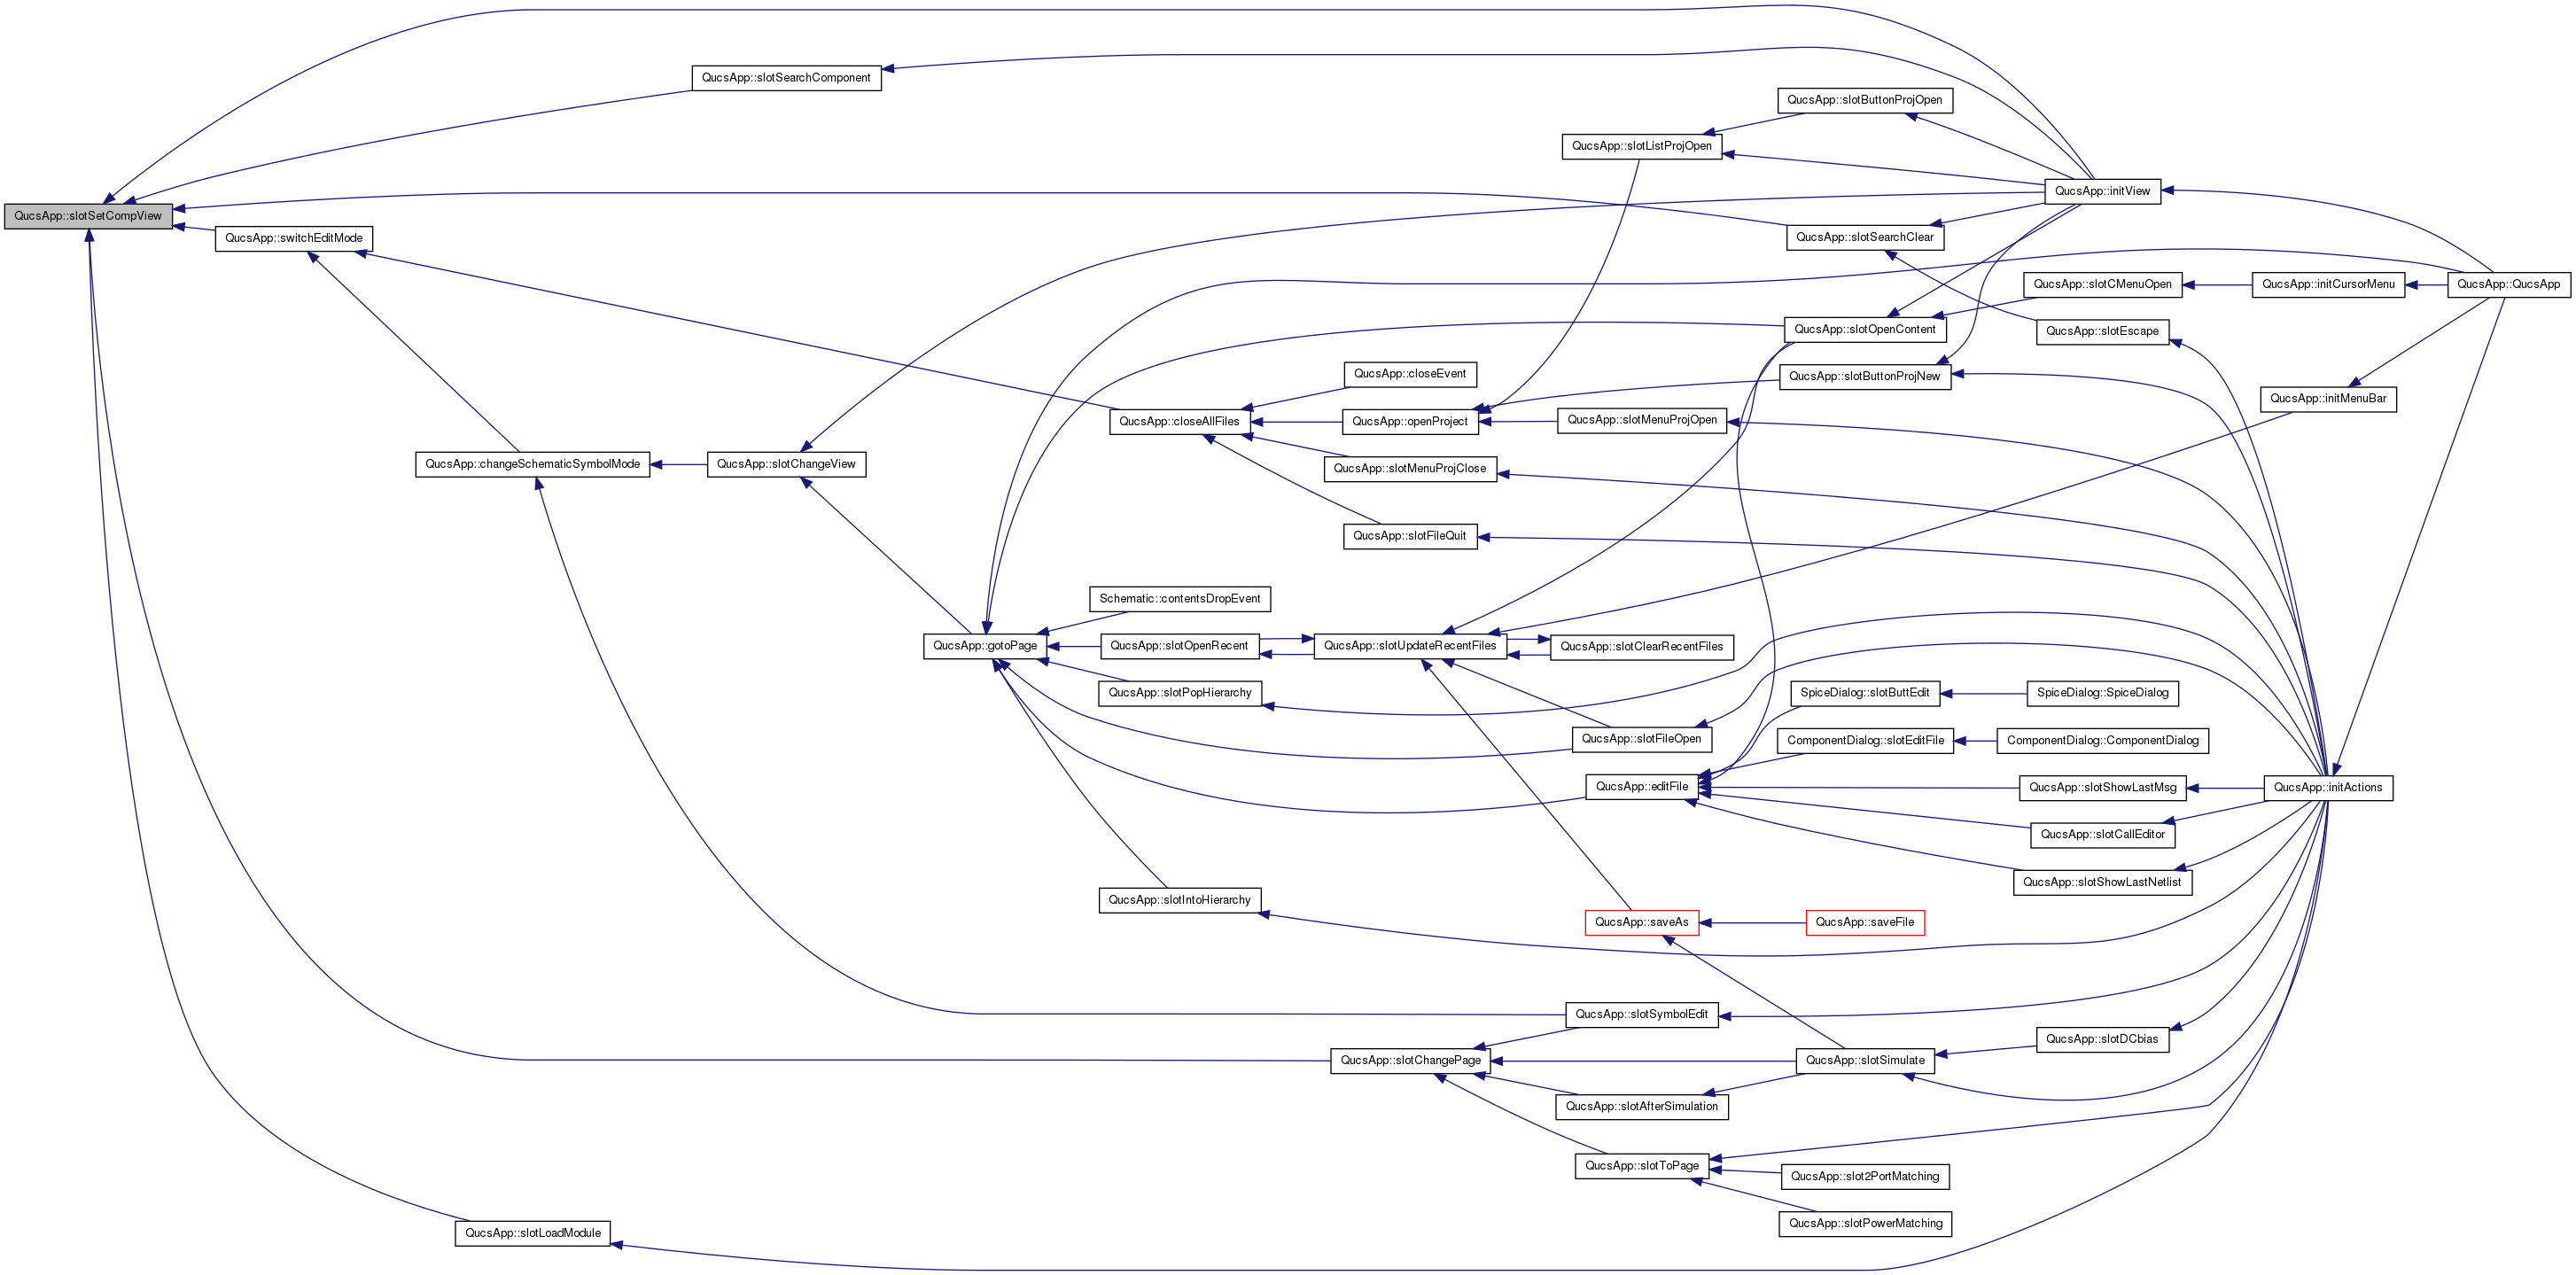 QucsApp::slotSearchComponent
QucsApp::slotButtonProjOpen
QucsApp::slotListProjOpen
QucsApp::initView
QucsApp::slotSetCompView
QucsApp::switchEditMode
QucsApp::slotSearchClear
QucsApp::slotCMenuOpen
QucsApp::initCursorMenu
QucsApp::QucsApp
QucsApp::slotOpenContent
QucsApp::slotEscape
QucsApp::closeEvent
QucsApp::slotButtonProjNew
QucsApp::initMenuBar
QucsApp::closeAllFiles
QucsApp::openProject
QucsApp::slotMenuProjOpen
QucsApp::changeSchematicSymbolMode
QucsApp::slotChangeView
QucsApp::slotMenuProjClose
QucsApp::slotFileQuit
Schematic::contentsDropEvent
QucsApp::gotoPage
QucsApp::slotOpenRecent
QucsApp::slotUpdateRecentFiles
QucsApp::slotClearRecentFiles
QucsApp::slotPopHierarchy
SpiceDialog::slotButtEdit
SpiceDialog::SpiceDialog
QucsApp::slotFileOpen
ComponentDialog::slotEditFile
ComponentDialog::ComponentDialog
QucsApp::editFile
QucsApp::slotShowLastMsg
QucsApp::initActions
QucsApp::slotCallEditor
QucsApp::slotShowLastNetlist
QucsApp::slotIntoHierarchy
QucsApp::saveAs
QucsApp::saveFile
QucsApp::slotSymbolEdit
QucsApp::slotDCbias
QucsApp::slotChangePage
QucsApp::slotSimulate
QucsApp::slotAfterSimulation
QucsApp::slotToPage
QucsApp::slot2PortMatching
QucsApp::slotPowerMatching
QucsApp::slotLoadModule